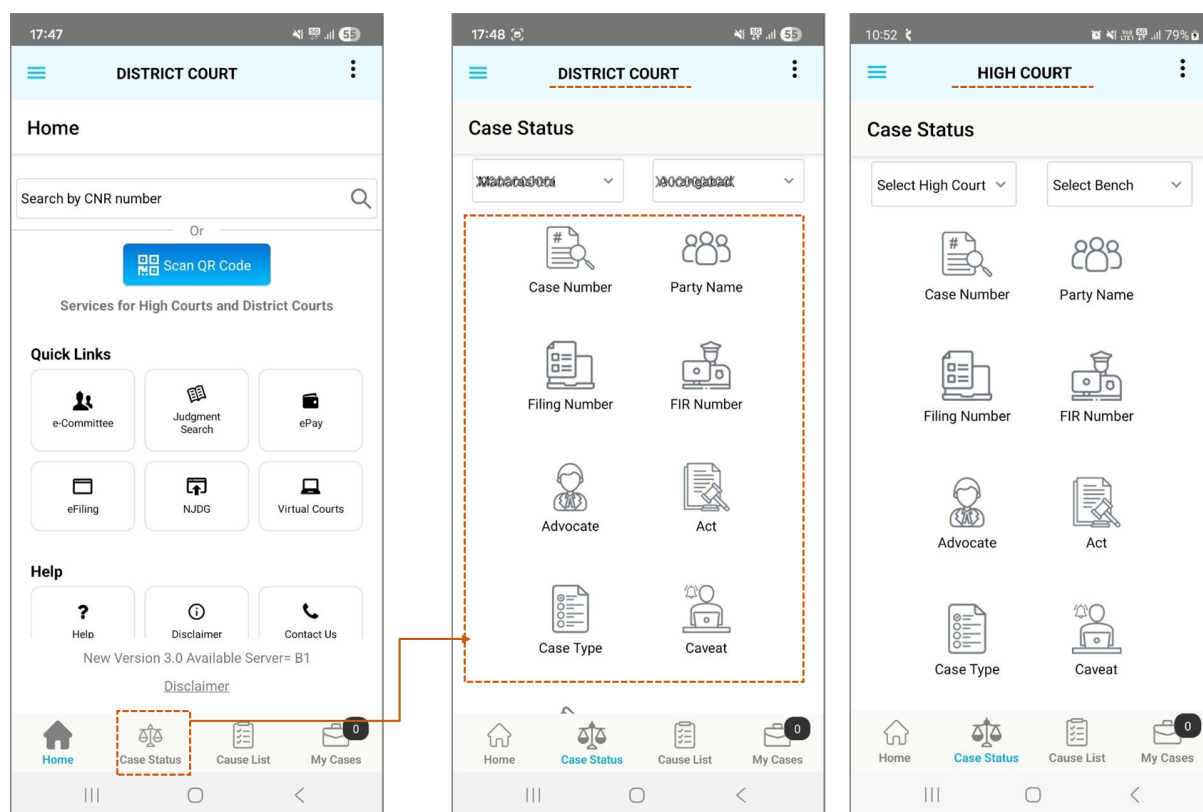 17:47
55
DISTRICT COURT
Home
Search by CNR number
Or
Scan QR Code
Services for High Courts and District Courts
Quick Links
e-Committee
Judgment
Search
ePay
eFiling
NJDG
Virtual Courts
Help
?
Help
Disclaimer
Contact Us
New Version 3.0 Available Server= B1
Disclaimer
0
Home
Case Status
Cause List
My Cases
17:48
55
DISTRICT COURT
Case Status
#
Case Number
Party Name
Filing Number
FIR Number
Advocate
Act
Case Type
Caveat
0
Home
Case Status
Cause List
My Cases
10:52
79%
HIGH COURT
Case Status
Select High Court
Select Bench
#
Case Number
Party Name
Filing Number
FIR Number
Advocate
Act
Case Type
Caveat
0
Home
Case Status
Cause List
My Cases